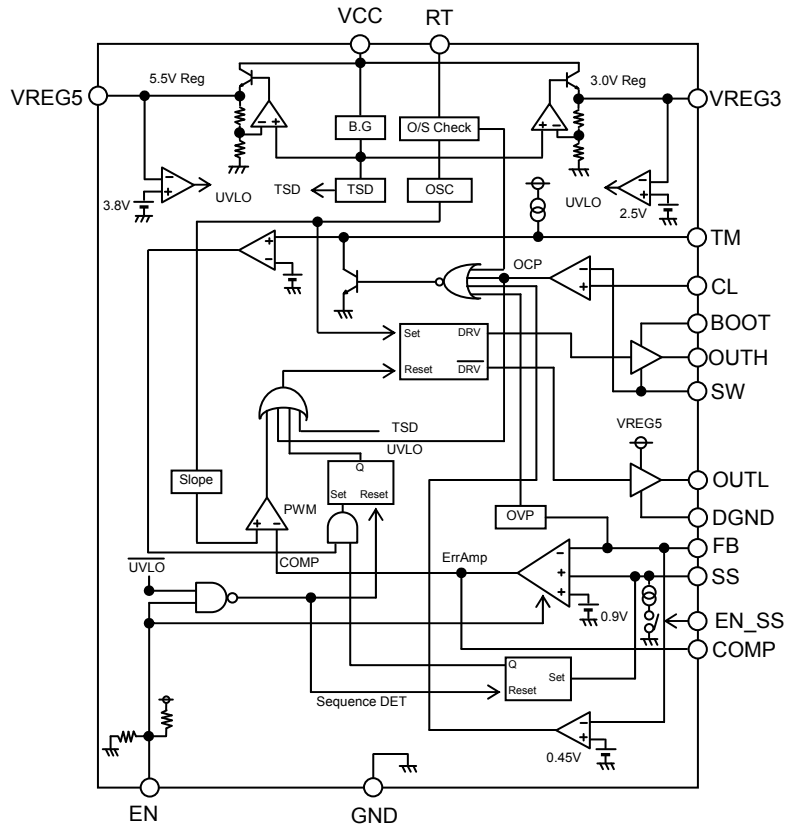 VCC RT
5.5V Reg 3.0V Reg
VREG5 VREG3
B.G O/S Check
TSD TSD OSC
UVLO UVLO
3.8V 2.5V
TM
OCP
CL
BOOT
Set DRV
OUTH
Reset DRV
SW
TSD
VREG5
UVLO
Q
Slope
OUTL
Set Reset
PWM
OVP
DGND
FB
ErrAmp
COMP
UVLO
SS
0.9V
EN_SS
COMP
Q
Set
Reset
Sequence DET
0.45V
EN GND
+
-
+
-
+
-
+
-
+
-
+
-
+
-
-
+
+
-
+